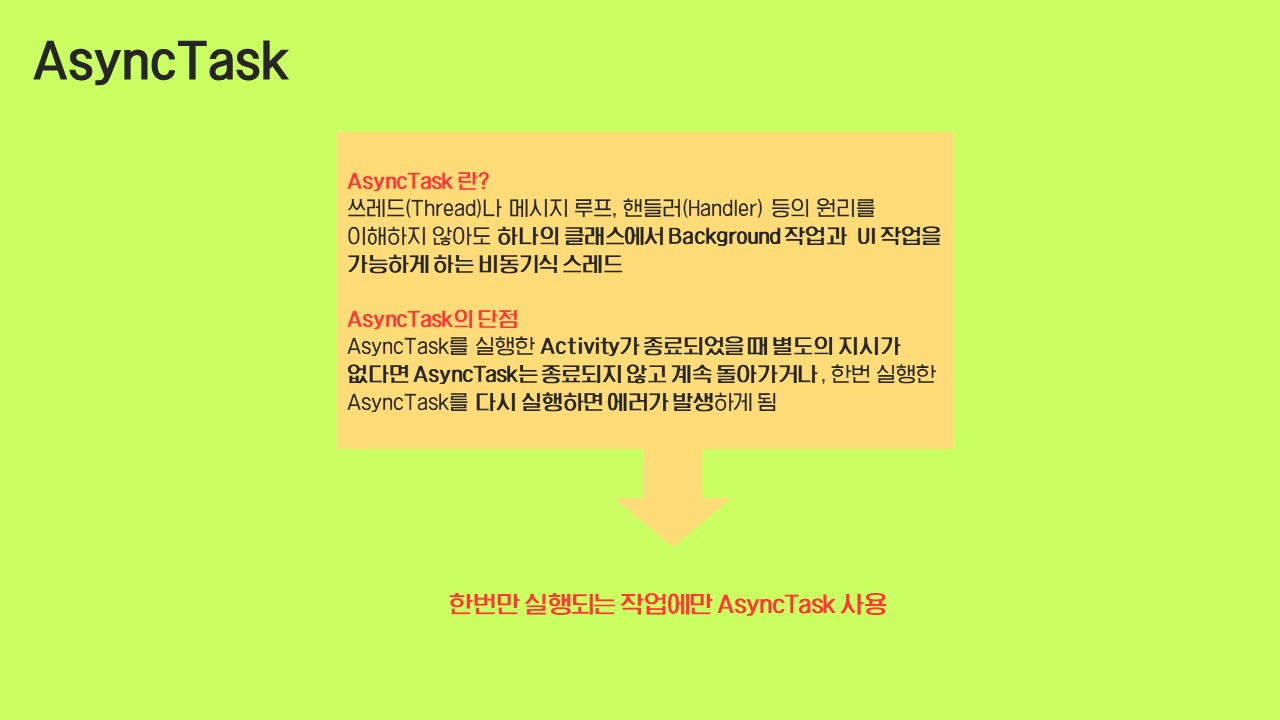 AsyncTask
AsyncTask 란?
쓰레드(Thread)나 메시지 루프, 핸들러(Handler) 등의 원리를
이해하지 않아도 하나의 클래스에서 Background 작업과 UI 작업을
가능하게 하는 비동기식 스레드
AsyncTask의 단점
AsyncTask를 실행한 Activity가 종료되었을 때 별도의 지시가
없다면 AsyncTask는 종료되지 않고 계속 돌아가거나 , 한번 실행한
AsyncTask를 다시 실행하면 에러가 발생하게 됨
한번만 실행되는 작업에만 AsyncTask 사용